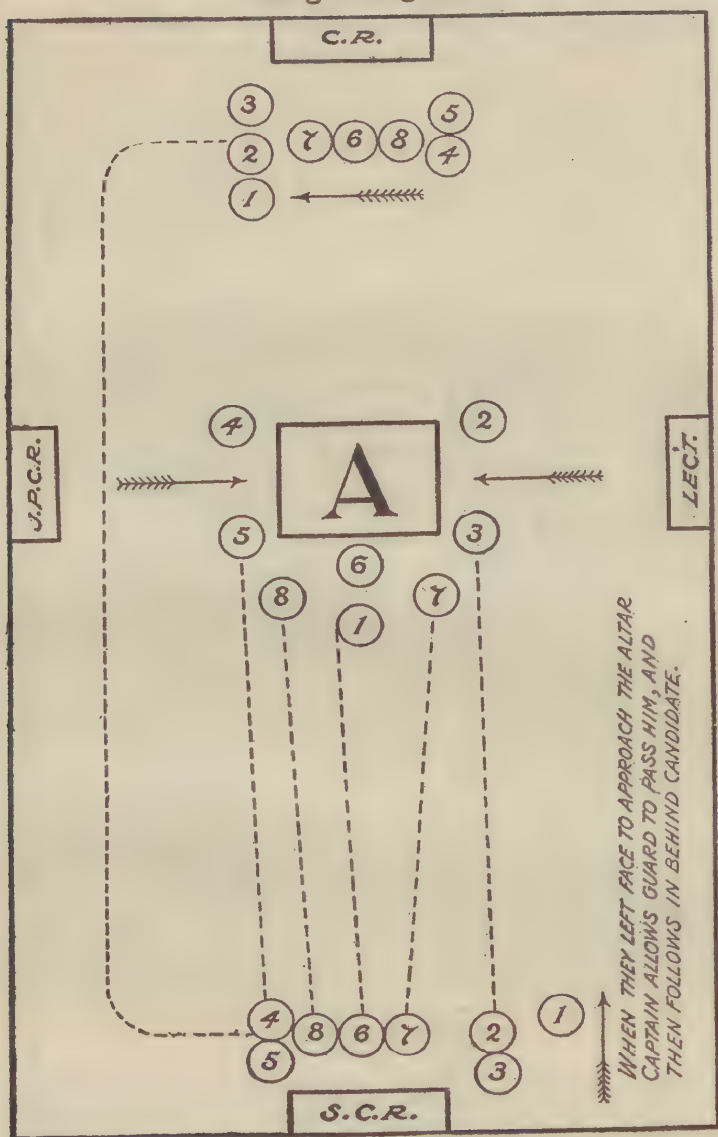 C.R.
3
5
7 6 8
2
4
1
4
2
J.P.C.R.
A
LECT.
5
3
6
8
7
1
WHEN THEY LEFT FACE TO APPROACH THE ALTAR
CAPTAIN ALLOWS GUARD TO PASS HIM, AND
THEN FOLLOWS IN BEHIND CANDIDATE.
1
4
8 6 7
2
5
3
S.C.R.